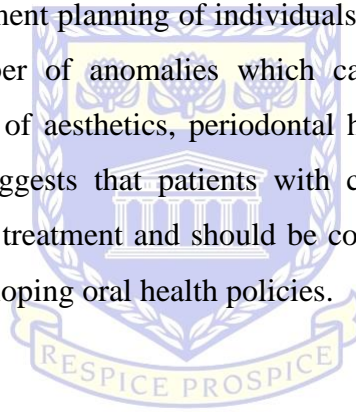 ment planning of individuals
ber of anomalies which ca
of aesthetics, periodontal h
ggests that patients with c
treatment and should be co
loping oral health policies.
RESPICE PROSPICE